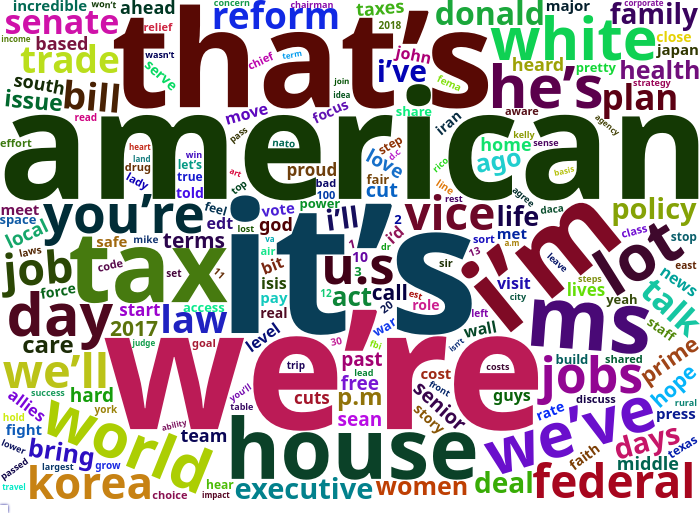 incredible won't ahead concern chairman taxes major corporate
senate relief reform 2018 donald family
income based that's white close
trade wasn't chief term john heard pretty japan
south serve i've he's health
issue bill join idea fema strategy
read move focus share aware plan
effort american pass iran kelly agency
heart win nato step d.c home sense
land drug let's proud love rico ago basis
lady true art bad fair line
told top 100 cut agree
meet you're feel vote power i'll 2 vice rest life daca policy
space local edt lost god i'd sort met class stop
laws safe mike terms va air 1 dr 13 a.m i'm lot
job code set 11 bit it's u.s 10 sir leave east
force tax isis 3 visit steps news
day start access pay 12 act call est role city lives yeah talk
2017 law real 20 left ms staff
care judge goal level 30 fbi war wall isn't
we'll we're past build shared prime
trip lead free cost costs jobs hope
success hard you'll cuts p.m front senior guys discuss rural
allies york table sean story rate press
hold fight world ability team house we've days texas
lower bring grow faith middle
passed largest hear executive women deal federal
travel korea choice impact